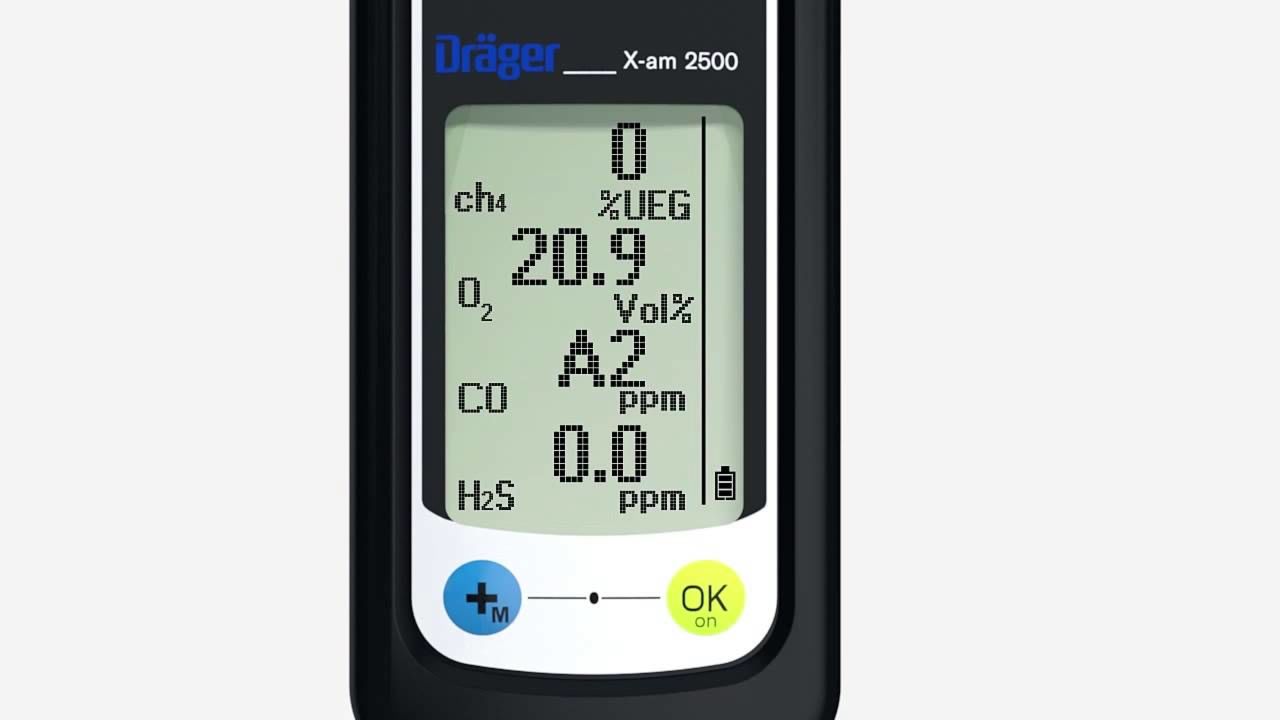 Dräger X-am 2500
0
ch4 %UEG
20.9
O2 Vol%
A2
CO ppm
0.0
H2S ppm
+M OK
on